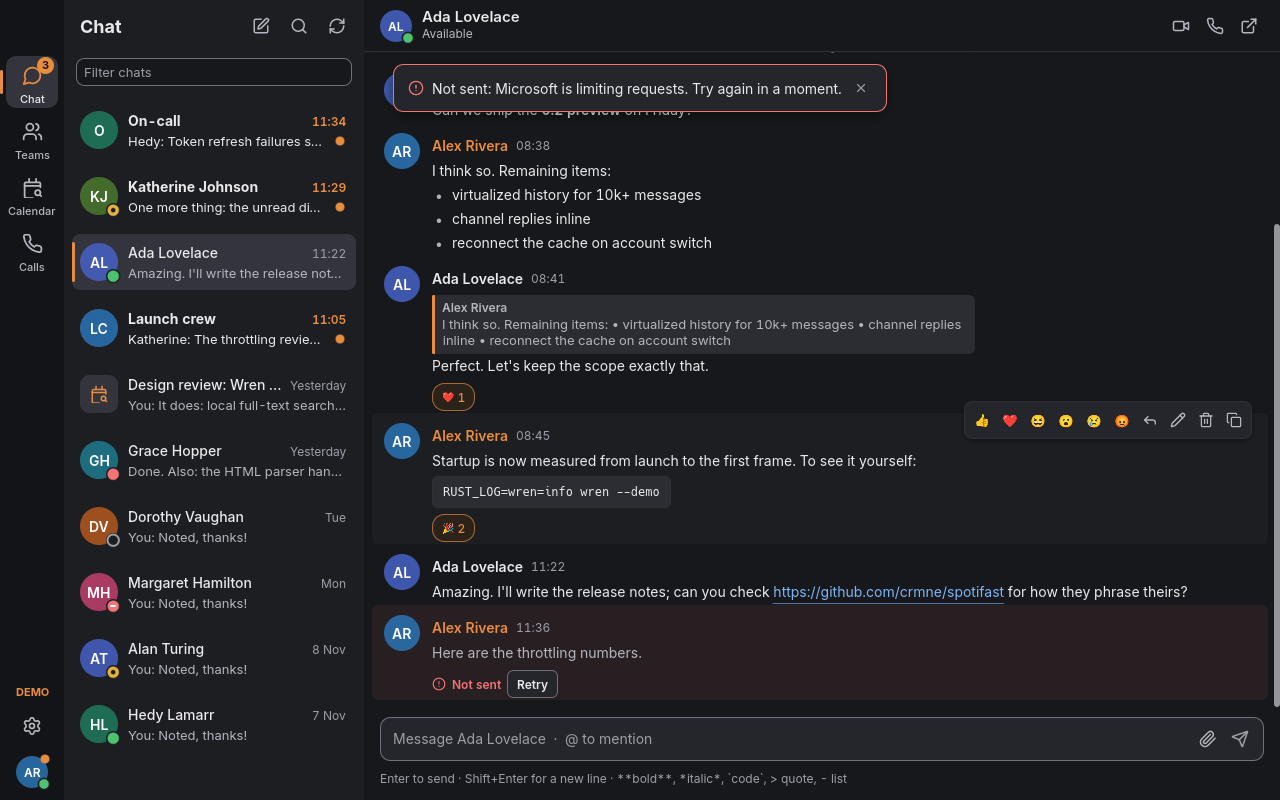 3
Chat
Teams
Calendar
Calls
DEMO
AR
Chat
Filter chats
O
On-call
11:34
Hedy: Token refresh failures s...
KJ
Katherine Johnson
11:29
One more thing: the unread di...
AL
Ada Lovelace
11:22
Amazing. I'll write the release not...
LC
Launch crew
11:05
Katherine: The throttling revie...
Design review: Wren ...
Yesterday
You: It does: local full-text search...
GH
Grace Hopper
Yesterday
Done. Also: the HTML parser han...
DV
Dorothy Vaughan
Tue
You: Noted, thanks!
MH
Margaret Hamilton
Mon
You: Noted, thanks!
AT
Alan Turing
8 Nov
You: Noted, thanks!
HL
Hedy Lamarr
7 Nov
You: Noted, thanks!
AL
Ada Lovelace
Available
Not sent: Microsoft is limiting requests. Try again in a moment.
Can we ship the 0.2 preview on Friday?
AR
Alex Rivera 08:38
I think so. Remaining items:
• virtualized history for 10k+ messages
• channel replies inline
• reconnect the cache on account switch
AL
Ada Lovelace 08:41
Alex Rivera
I think so. Remaining items: • virtualized history for 10k+ messages • channel replies
inline • reconnect the cache on account switch
Perfect. Let's keep the scope exactly that.
❤️ 1
👍 ❤️ 😆 😮 😢 😡
AR
Alex Rivera 08:45
Startup is now measured from launch to the first frame. To see it yourself:
RUST_LOG=wren=info wren --demo
🎉 2
AL
Ada Lovelace 11:22
Amazing. I'll write the release notes; can you check https://github.com/crmne/spotifast for how they phrase theirs?
AR
Alex Rivera 11:36
Here are the throttling numbers.
Not sent Retry
Message Ada Lovelace · @ to mention
Enter to send · Shift+Enter for a new line · **bold**, *italic*, `code`, > quote, - list